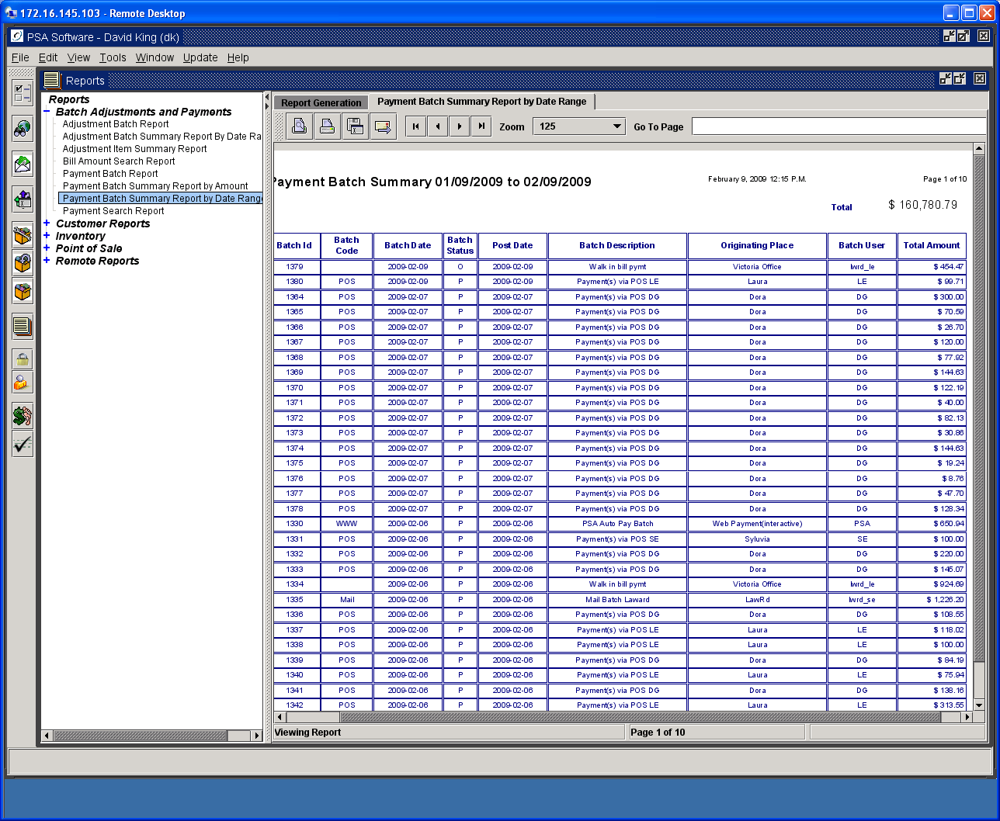 172.16.145.103 - Remote Desktop
PSA Software - David King (dk)
File Edit View Tools Window Update Help
Reports
Reports
Batch Adjustments and Payments
Adjustment Batch Report
Adjustment Batch Summary Report By Date Ra
Adjustment Item Summary Report
Bill Amount Search Report
Payment Batch Report
Payment Batch Summary Report by Amount
Payment Batch Summary Report by Date Rang
Payment Search Report
Customer Reports
Inventory
Point of Sale
Remote Reports
Report Generation Payment Batch Summary Report by Date Range
Zoom 125 Go To Page
Payment Batch Summary 01/09/2009 to 02/09/2009 February 9, 2009 12:15 P.M. Page 1 of 10
Total $ 160,780.79
Batch Id Batch Code Batch Date Batch Status Post Date Batch Description Originating Place Batch User Total Amount
1379 2009-02-09 O 2009-02-09 Walk in bill pymt Victoria Office lwrd_le $ 454.47
1380 POS 2009-02-09 P 2009-02-09 Payment(s) via POS LE Laura LE $ 99.71
1364 POS 2009-02-07 P 2009-02-07 Payment(s) via POS DG Dora DG $ 300.00
1365 POS 2009-02-07 P 2009-02-07 Payment(s) via POS DG Dora DG $ 70.59
1366 POS 2009-02-07 P 2009-02-07 Payment(s) via POS DG Dora DG $ 26.70
1367 POS 2009-02-07 P 2009-02-07 Payment(s) via POS DG Dora DG $ 120.00
1368 POS 2009-02-07 P 2009-02-07 Payment(s) via POS DG Dora DG $ 77.92
1369 POS 2009-02-07 P 2009-02-07 Payment(s) via POS DG Dora DG $ 144.63
1370 POS 2009-02-07 P 2009-02-07 Payment(s) via POS DG Dora DG $ 122.19
1371 POS 2009-02-07 P 2009-02-07 Payment(s) via POS DG Dora DG $ 40.00
1372 POS 2009-02-07 P 2009-02-07 Payment(s) via POS DG Dora DG $ 82.13
1373 POS 2009-02-07 P 2009-02-07 Payment(s) via POS DG Dora DG $ 30.86
1374 POS 2009-02-07 P 2009-02-07 Payment(s) via POS DG Dora DG $ 144.63
1375 POS 2009-02-07 P 2009-02-07 Payment(s) via POS DG Dora DG $ 19.24
1376 POS 2009-02-07 P 2009-02-07 Payment(s) via POS DG Dora DG $ 8.76
1377 POS 2009-02-07 P 2009-02-07 Payment(s) via POS DG Dora DG $ 47.70
1378 POS 2009-02-07 P 2009-02-07 Payment(s) via POS DG Dora DG $ 128.34
1330 WWW 2009-02-06 P 2009-02-06 PSA Auto Pay Batch Web Payment(interactive) PSA $ 650.94
1331 POS 2009-02-06 P 2009-02-06 Payment(s) via POS SE Syluvia SE $ 100.00
1332 POS 2009-02-06 P 2009-02-06 Payment(s) via POS DG Dora DG $ 220.00
1333 POS 2009-02-06 P 2009-02-06 Payment(s) via POS DG Dora DG $ 145.07
1334 2009-02-06 P 2009-02-06 Walk in bill pymt Victoria Office lwrd_le $ 924.69
1335 Mail 2009-02-06 P 2009-02-06 Mail Batch Laward LawRd lwrd_se $ 1,226.20
1336 POS 2009-02-06 P 2009-02-06 Payment(s) via POS DG Dora DG $ 108.55
1337 POS 2009-02-06 P 2009-02-06 Payment(s) via POS LE Laura LE $ 118.02
1338 POS 2009-02-06 P 2009-02-06 Payment(s) via POS LE Laura LE $ 100.00
1339 POS 2009-02-06 P 2009-02-06 Payment(s) via POS DG Dora DG $ 84.19
1340 POS 2009-02-06 P 2009-02-06 Payment(s) via POS LE Laura LE $ 75.94
1341 POS 2009-02-06 P 2009-02-06 Payment(s) via POS DG Dora DG $ 138.16
1342 POS 2009-02-06 P 2009-02-06 Payment(s) via POS LE Laura LE $ 313.55
Viewing Report Page 1 of 10